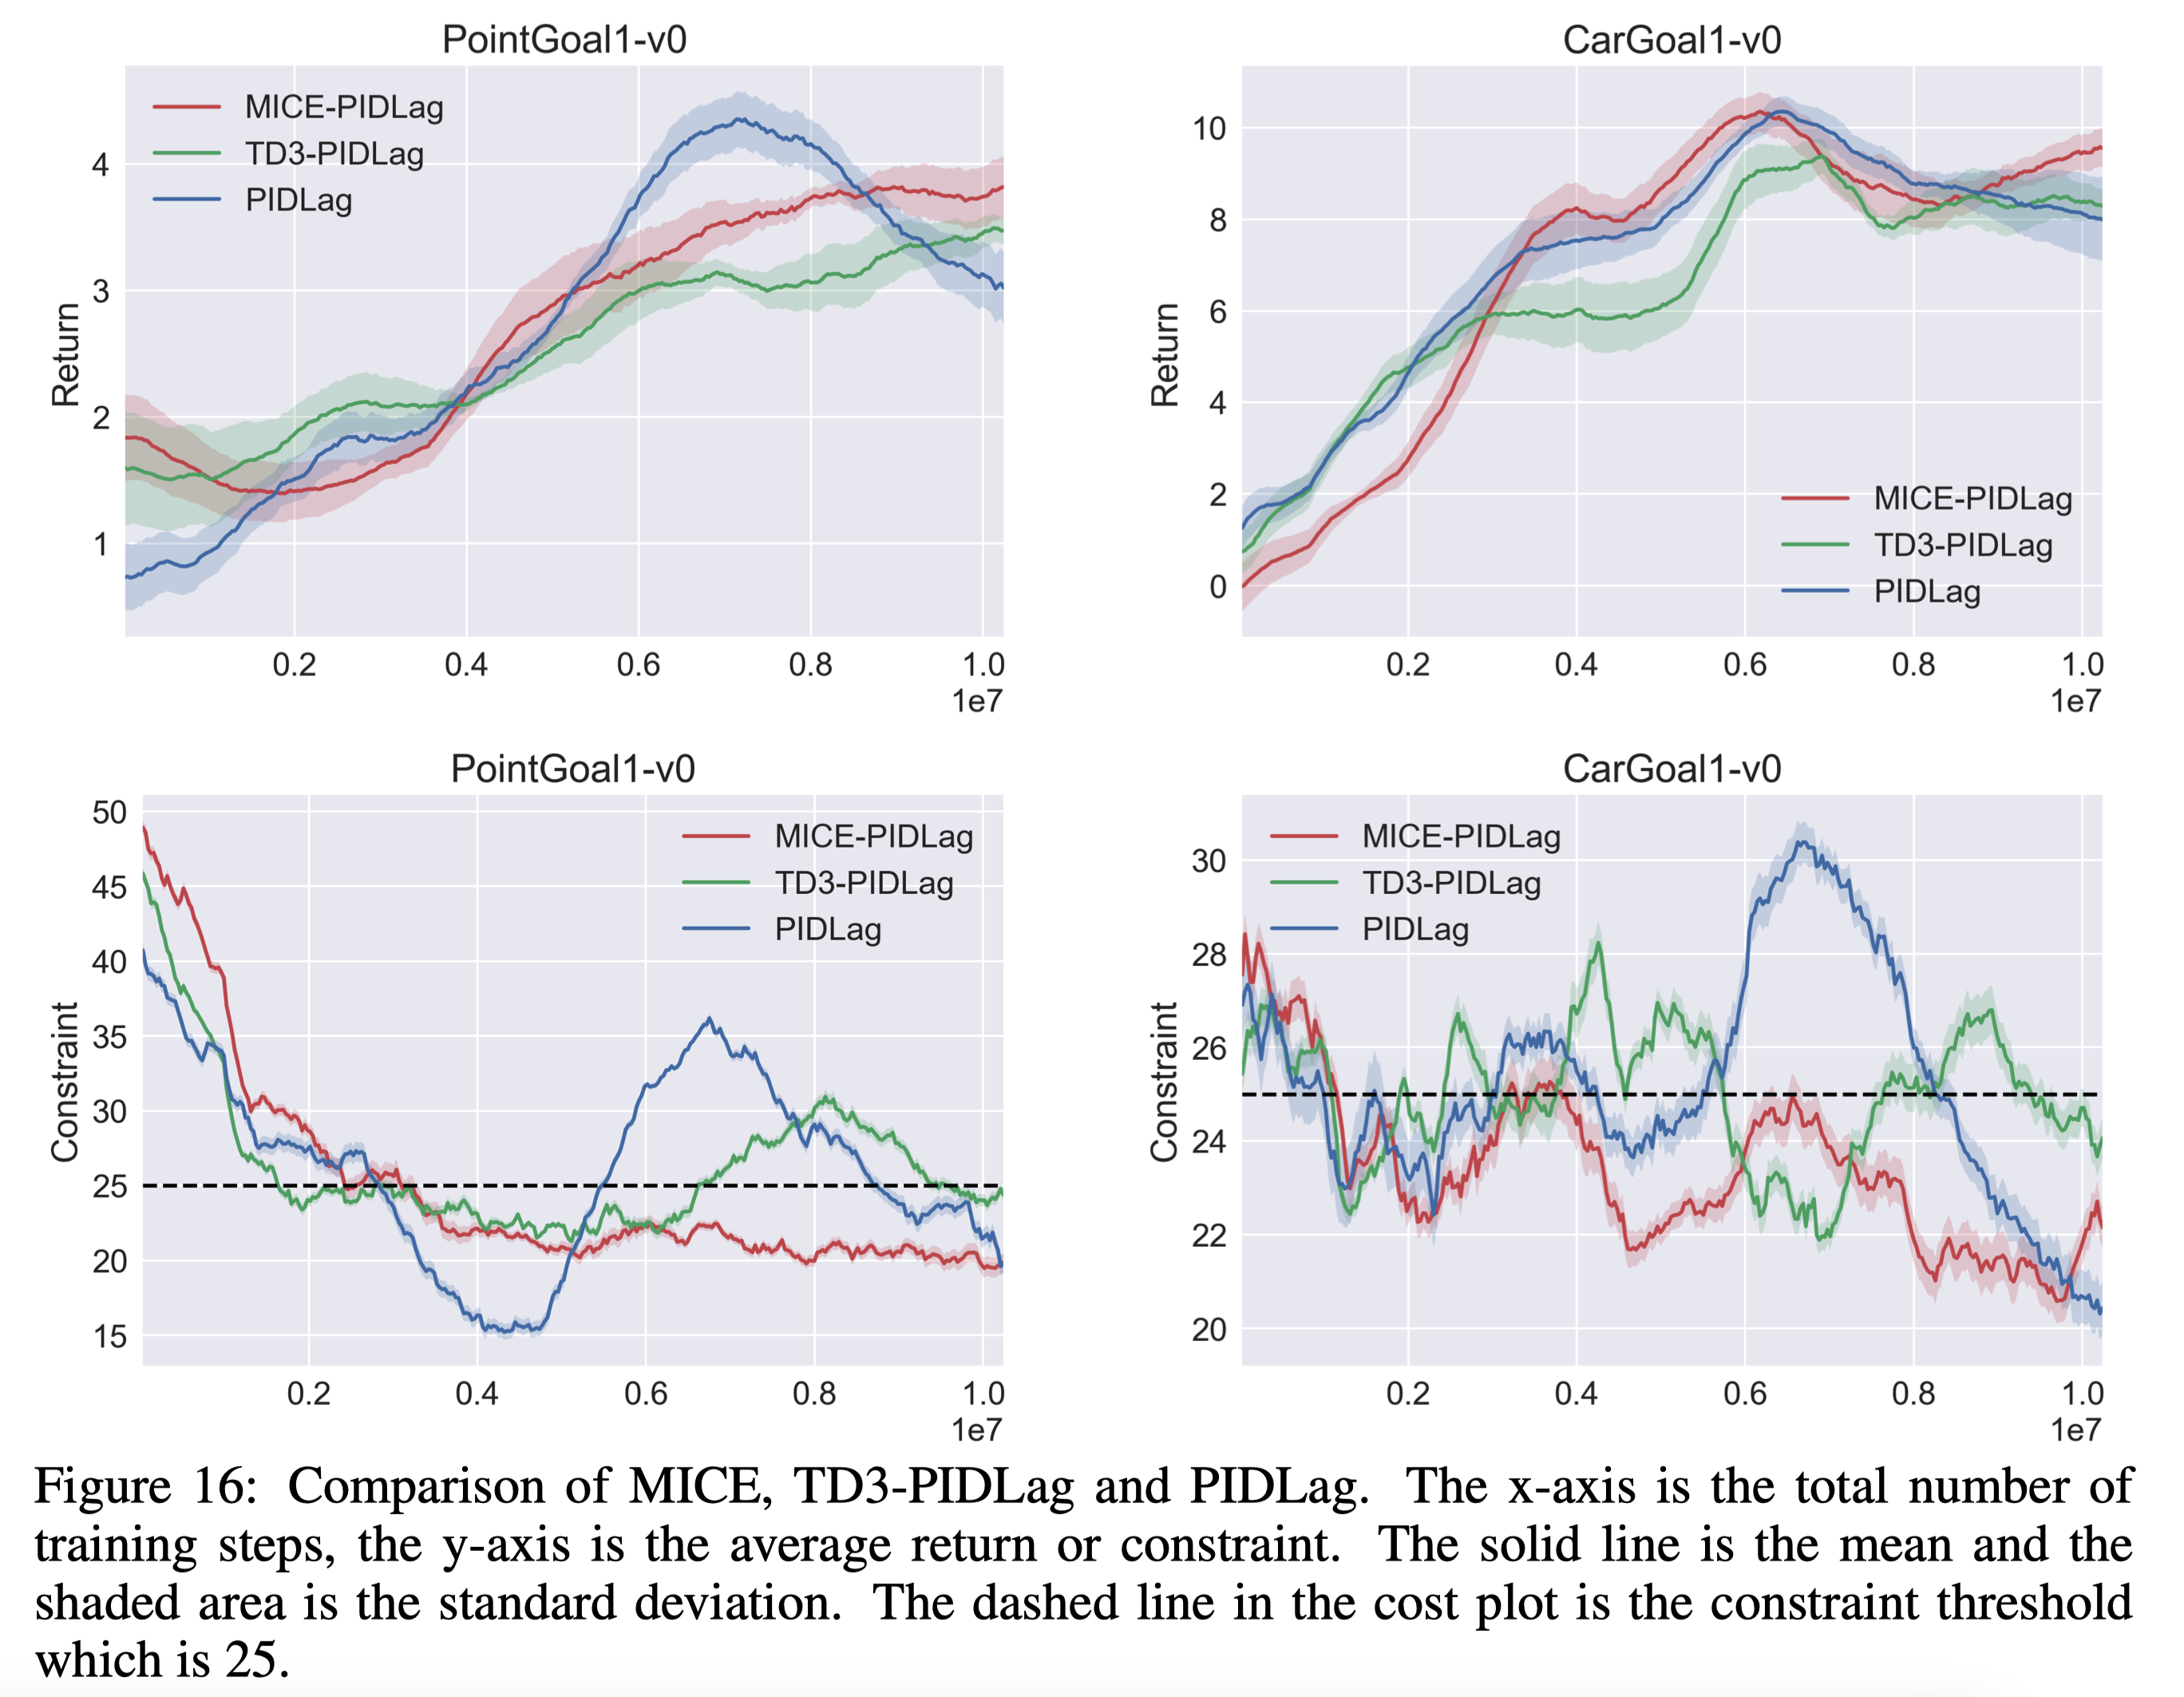 PointGoal1-v0
MICE-PIDLag
TD3-PIDLag
PIDLag
Return
4
3
2
1
0.2 0.4 0.6 0.8 1.0
1e7
CarGoal1-v0
Return
10
8
6
4
2
0
MICE-PIDLag
TD3-PIDLag
PIDLag
0.2 0.4 0.6 0.8 1.0
1e7
PointGoal1-v0
MICE-PIDLag
TD3-PIDLag
PIDLag
Constraint
50
45
40
35
30
25
20
15
0.2 0.4 0.6 0.8 1.0
1e7
CarGoal1-v0
MICE-PIDLag
TD3-PIDLag
PIDLag
Constraint
30
28
26
24
22
20
0.2 0.4 0.6 0.8 1.0
1e7
Figure 16: Comparison of MICE, TD3-PIDLag and PIDLag. The x-axis is the total number of
training steps, the y-axis is the average return or constraint. The solid line is the mean and the
shaded area is the standard deviation. The dashed line in the cost plot is the constraint threshold
which is 25.